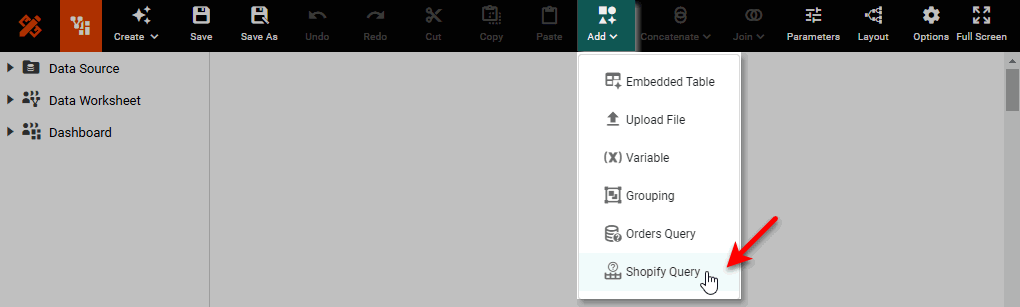 Create
Save
Save As
Undo
Redo
Cut
Copy
Paste
Add
Concatenate
Join
Parameters
Layout
Options
Full Screen
Data Source
Data Worksheet
Dashboard
Embedded Table
Upload File
(X) Variable
Grouping
Orders Query
Shopify Query